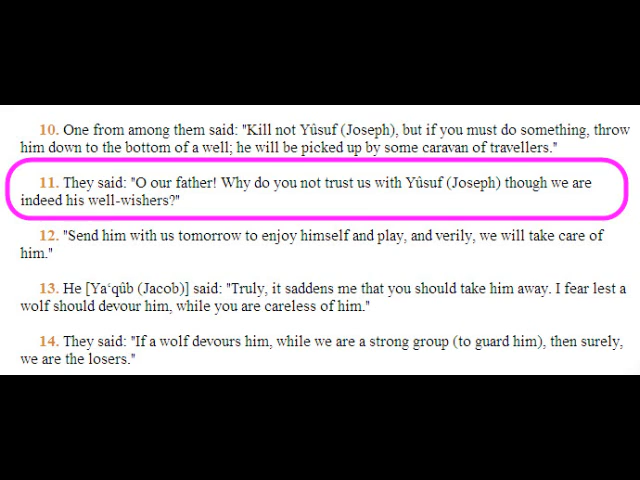 10. One from among them said: "Kill not Yûsuf (Joseph), but if you must do something, throw
him down to the bottom of a well; he will be picked up by some caravan of travellers."
11. They said: "O our father! Why do you not trust us with Yûsuf (Joseph) though we are
indeed his well-wishers?"
12. "Send him with us tomorrow to enjoy himself and play, and verily, we will take care of
him."
13. He [Ya‘qûb (Jacob)] said: "Truly, it saddens me that you should take him away. I fear lest a
wolf should devour him, while you are careless of him."
14. They said: "If a wolf devours him, while we are a strong group (to guard him), then surely,
we are the losers."